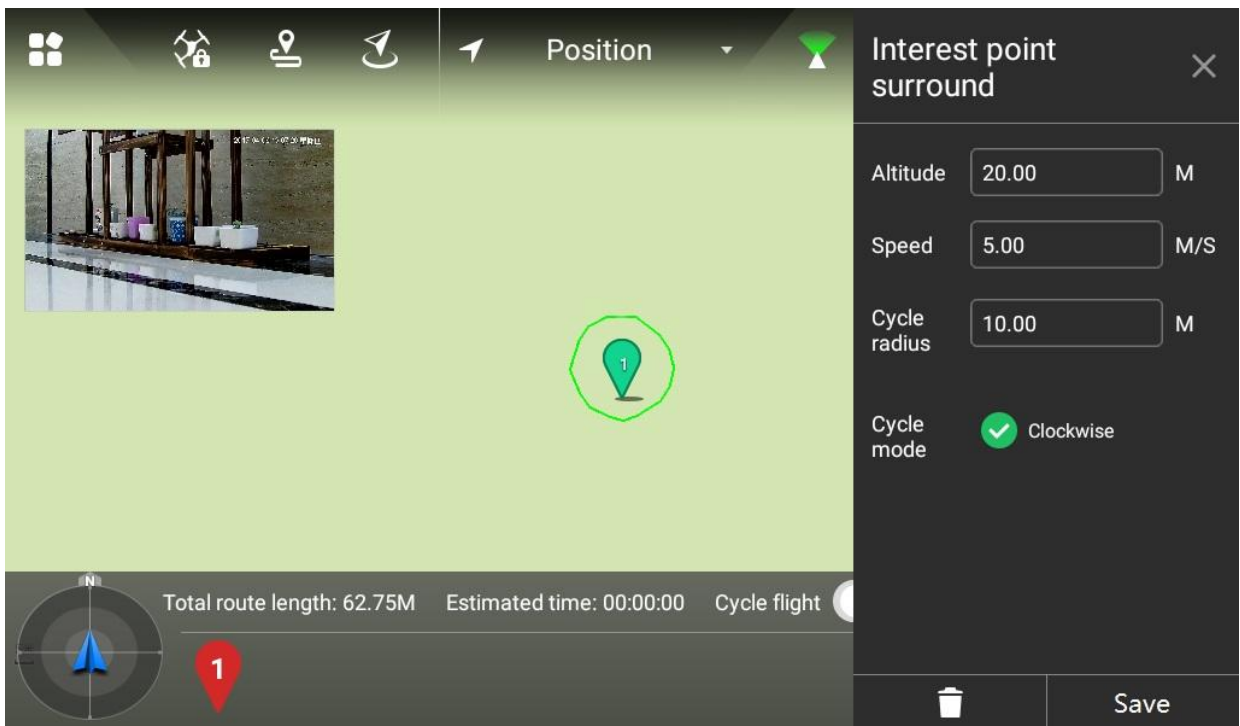 Position
Interest point
surround
Altitude 20.00 M
Speed 5.00 M/S
Cycle
radius
10.00 M
1
Cycle
mode
Clockwise
N
Total route length: 62.75M Estimated time: 00:00:00 Cycle flight
1
Save